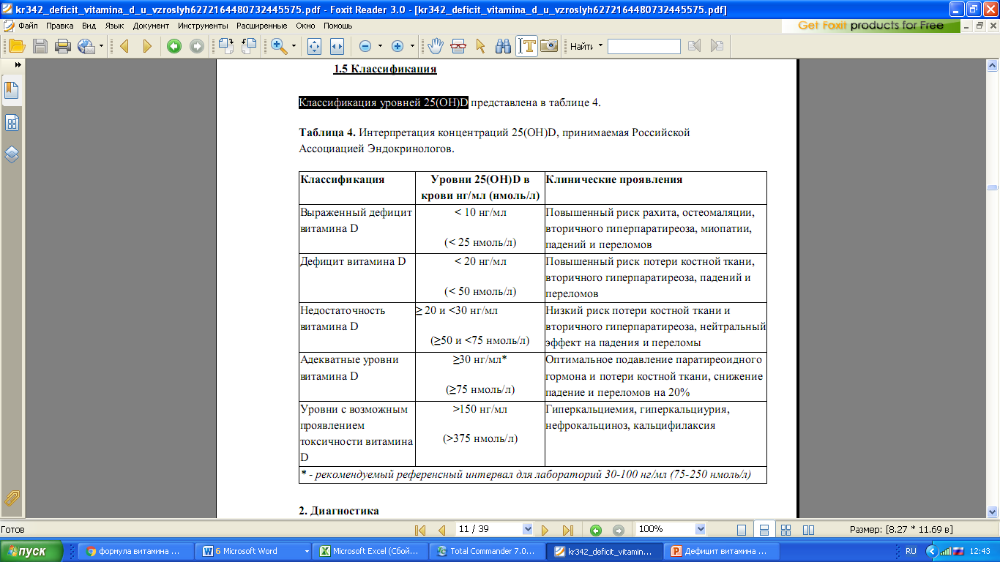 kr342_deficit_vitamina_d_u_vzroslyh6272164480732445575.pdf - Foxit Reader 3.0 - [kr342_deficit_vitamina_d_u_vzroslyh6272164480732445575.pdf]
Файл Правка Вид Язык Документ Инструменты Расширенные Окно Помощь
Get Foxit products for Free
Найти
1.5 Классификация
Классификация уровней 25(OH)D представлена в таблице 4.
Таблица 4. Интерпретация концентраций 25(OH)D, принимаемая Российской
Ассоциацией Эндокринологов.
Классификация
Уровни 25(OH)D в
крови нг/мл (нмоль/л)
Клинические проявления
Выраженный дефицит
витамина D
< 10 нг/мл
(< 25 нмоль/л)
Повышенный риск рахита, остеомаляции,
вторичного гиперпаратиреоза, миопатии,
падений и переломов
Дефицит витамина D
< 20 нг/мл
(< 50 нмоль/л)
Повышенный риск потери костной ткани,
вторичного гиперпаратиреоза, падений и
переломов
Недостаточность
витамина D
≥ 20 и <30 нг/мл
(≥50 и <75 нмоль/л)
Низкий риск потери костной ткани и
вторичного гиперпаратиреоза, нейтральный
эффект на падения и переломы
Адекватные уровни
витамина D
≥30 нг/мл*
(≥75 нмоль/л)
Оптимальное подавление паратиреоидного
гормона и потери костной ткани, снижение
падение и переломов на 20%
Уровни с возможным
проявлением
токсичности витамина
D
>150 нг/мл
(>375 нмоль/л)
Гиперкальциемия, гиперкальциурия,
нефрокальциноз, кальцифилаксия
* - рекомендуемый референсный интервал для лабораторий 30-100 нг/мл (75-250 нмоль/л)
2. Диагностика
Готов
11 / 39
100%
Размер: [8.27 * 11.69 в]
пуск
формула витамина ...
6 Microsoft Word
Microsoft Excel (Сбой...
Total Commander 7.0...
kr342_deficit_vitamin...
Дефицит витамина ...
RU
12:43